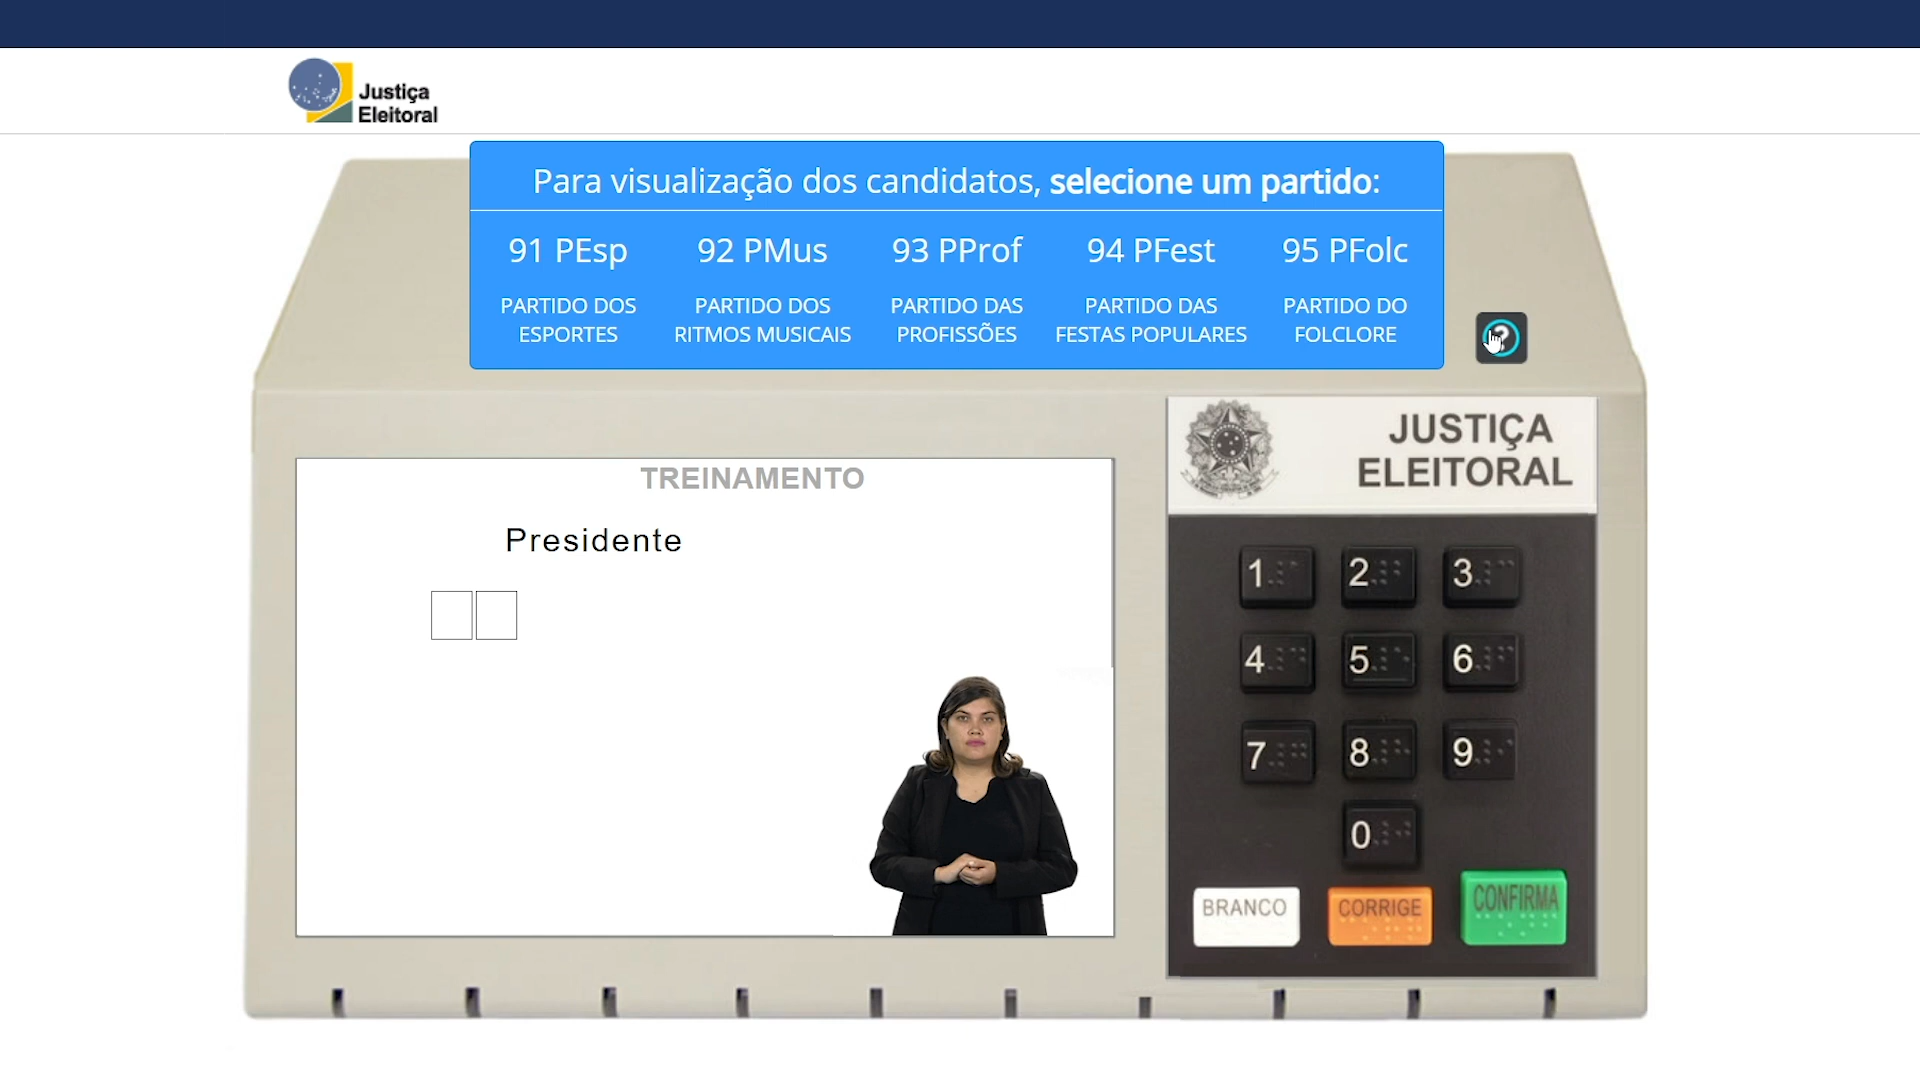 Justiça
Eleitoral
Para visualização dos candidatos, selecione um partido:
91 PEsp
92 PMus
93 PProf
94 PFest
95 PFolc
PARTIDO DOS
ESPORTES
PARTIDO DOS
RITMOS MUSICAIS
PARTIDO DAS
PROFISSÕES
PARTIDO DAS
FESTAS POPULARES
PARTIDO DO
FOLCLORE
?
TREINAMENTO
Presidente
JUSTIÇA
ELEITORAL
1
2
3
4
5
6
7
8
9
0
BRANCO
CORRIGE
CONFIRMA